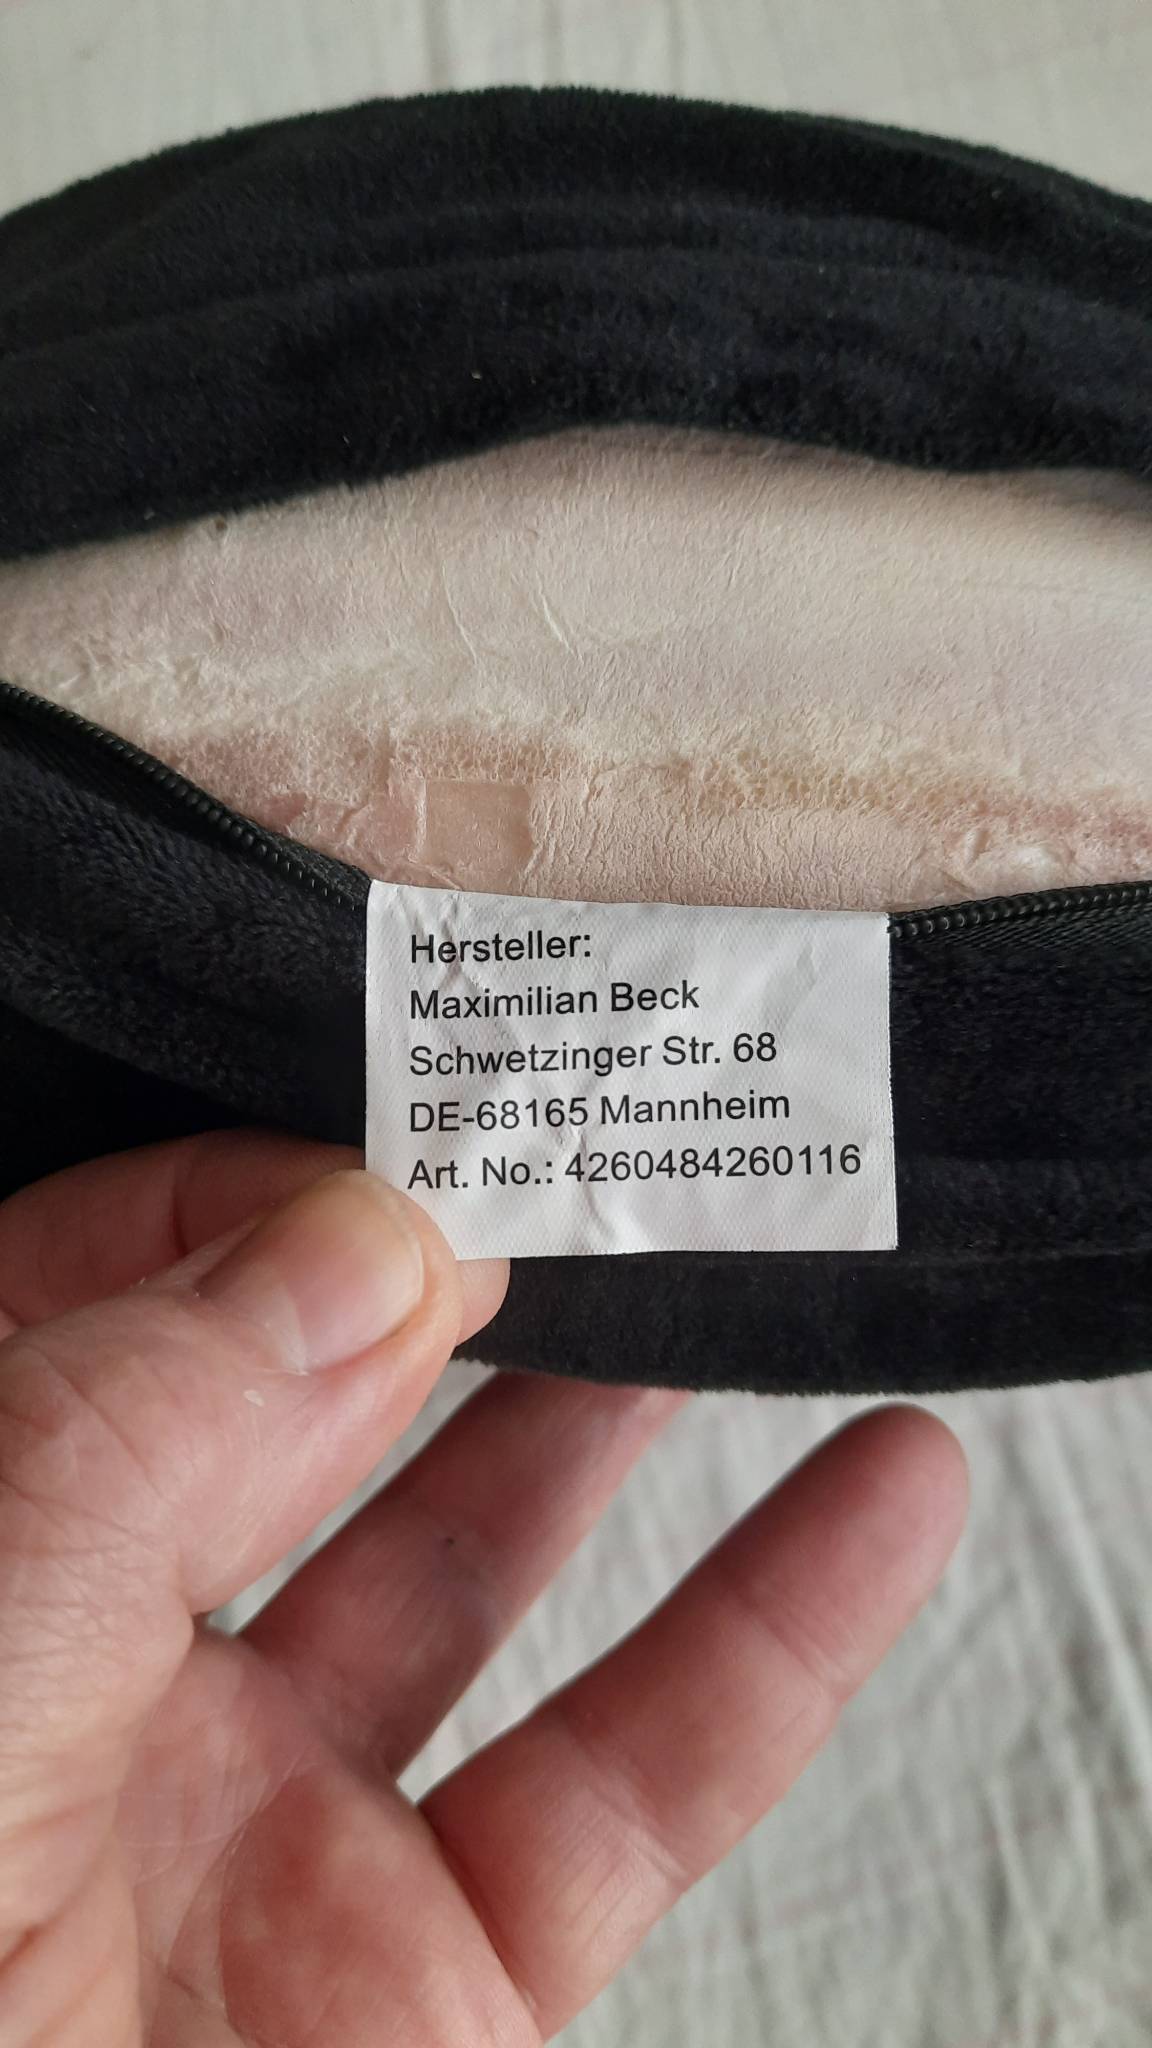 Hersteller:
Maximilian Beck
Schwetzinger Str. 68
DE-68165 Mannheim
Art. No.: 4260484260116